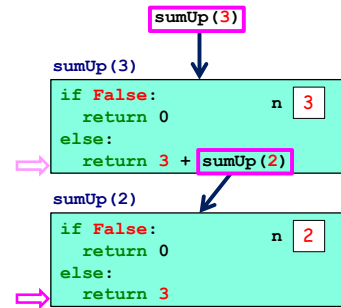 sumUp(3)
sumUp(3)
if False:
return 0
else:
return 3 + sumUp(2)
n 3
sumUp(2)
if False:
return 0
else:
return 3
n 2